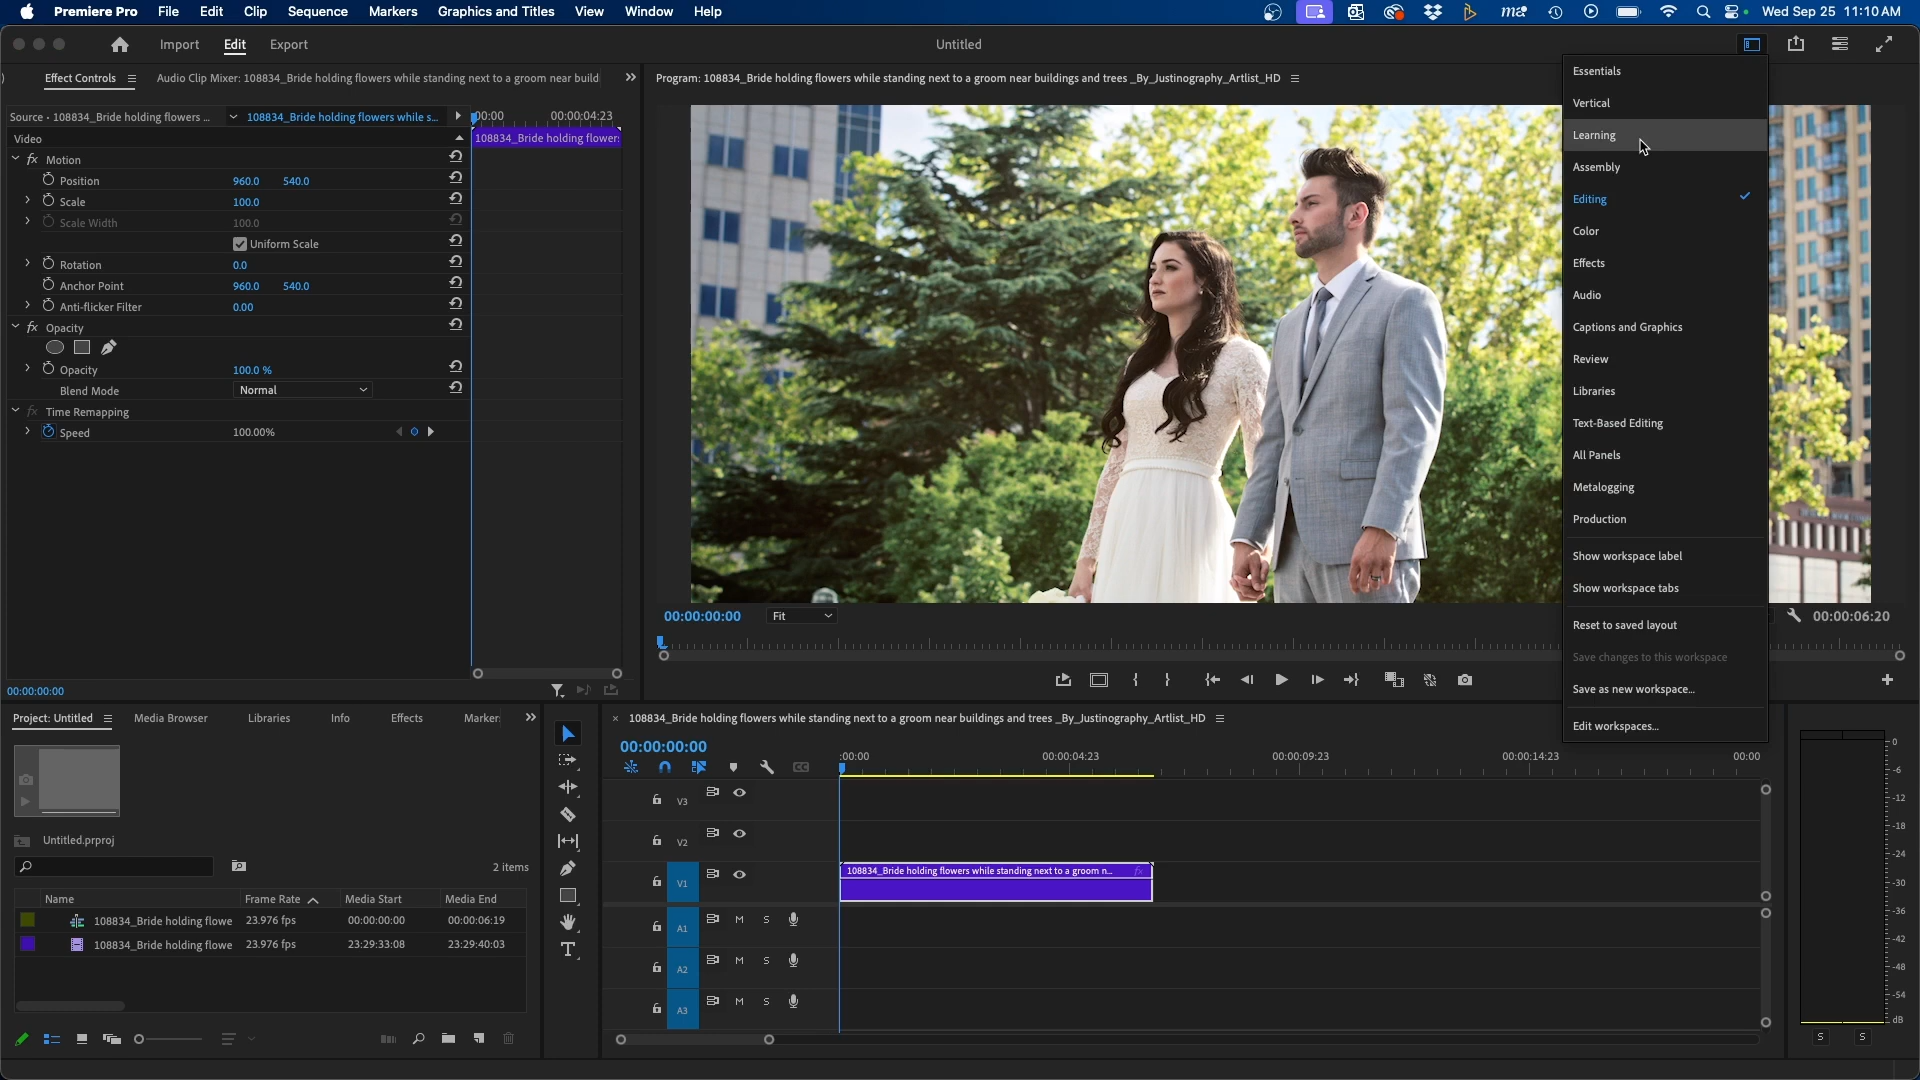 Premiere Pro File Edit Clip Sequence Markers Graphics and Titles View Window Help Wed Sep 25 11:10 AM
Import Edit Export Untitled
Effect Controls Audio Clip Mixer: 108834_Bride holding flowers while standing next to a groom near build
Program: 108834_Bride holding flowers while standing next to a groom near buildings and trees _By_Justinography_Artlist_HD
Source • 108834_Bride holding flowers ... 108834_Bride holding flowers while s... :00:00 00:00:04:23
Video 108834_Bride holding flowers
fx Motion
Position 960.0 540.0
Scale 100.0
Scale Width 100.0
Uniform Scale
Rotation 0.0
Anchor Point 960.0 540.0
Anti-flicker Filter 0.00
fx Opacity
Opacity 100.0 %
Blend Mode Normal
fx Time Remapping
Speed 100.00%
00:00:00:00
Essentials
Vertical
Learning
Assembly
Editing
Color
Effects
Audio
Captions and Graphics
Review
Libraries
Text-Based Editing
All Panels
Metalogging
Production
Show workspace label
Show workspace tabs
Reset to saved layout
Save changes to this workspace
Save as new workspace...
Edit workspaces...
00:00:00:00 Fit 00:00:06:20
Project: Untitled Media Browser Libraries Info Effects Marker
Untitled.prproj
2 items
Name Frame Rate Media Start Media End
108834_Bride holding flowe 23.976 fps 00:00:00:00 00:00:06:19
108834_Bride holding flowe 23.976 fps 23:29:33:08 23:29:40:03
T
× 108834_Bride holding flowers while standing next to a groom near buildings and trees _By_Justinography_Artlist_HD
00:00:00:00
:00:00 00:00:04:23 00:00:09:23 00:00:14:23 00:00
CC
V3
V2
V1 108834_Bride holding flowers while standing next to a groom n... fx
A1 M S
A2 M S
A3 M S
0
-6
-12
-18
-24
-30
-36
-42
-48
-54
dB
S S